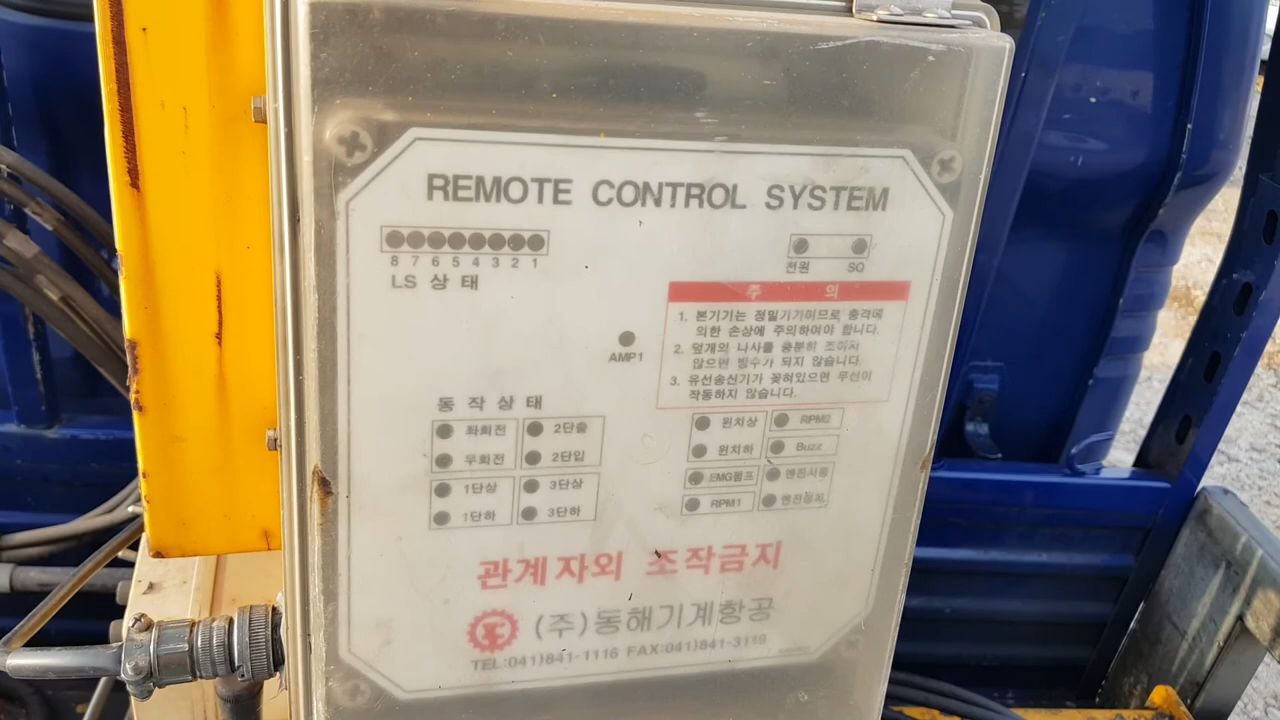 REMOTE CONTROL SYSTEM
8 7 6 5 4 3 2 1
LS 상태
전원 SQ
주 의
1. 본기기는 정밀기기이므로 충격에
의한 손상에 주의하여야 합니다.
2. 덮개의 나사를 충분히 조이지
않으면 방수가 되지 않습니다.
3. 유선송신기가 꽂혀있으면 무선이
작동하지 않습니다.
AMP1
동작상태
좌회전 2단출
우회전 2단입
1단상 3단상
1단하 3단하
윈치상 RPM2
윈치하 Buzz
EMG펌프 엔진시동
RPM1 엔진정지
관계자외 조작금지
(주)동해기계항공
TEL:041)841-1116 FAX:041)841-3119